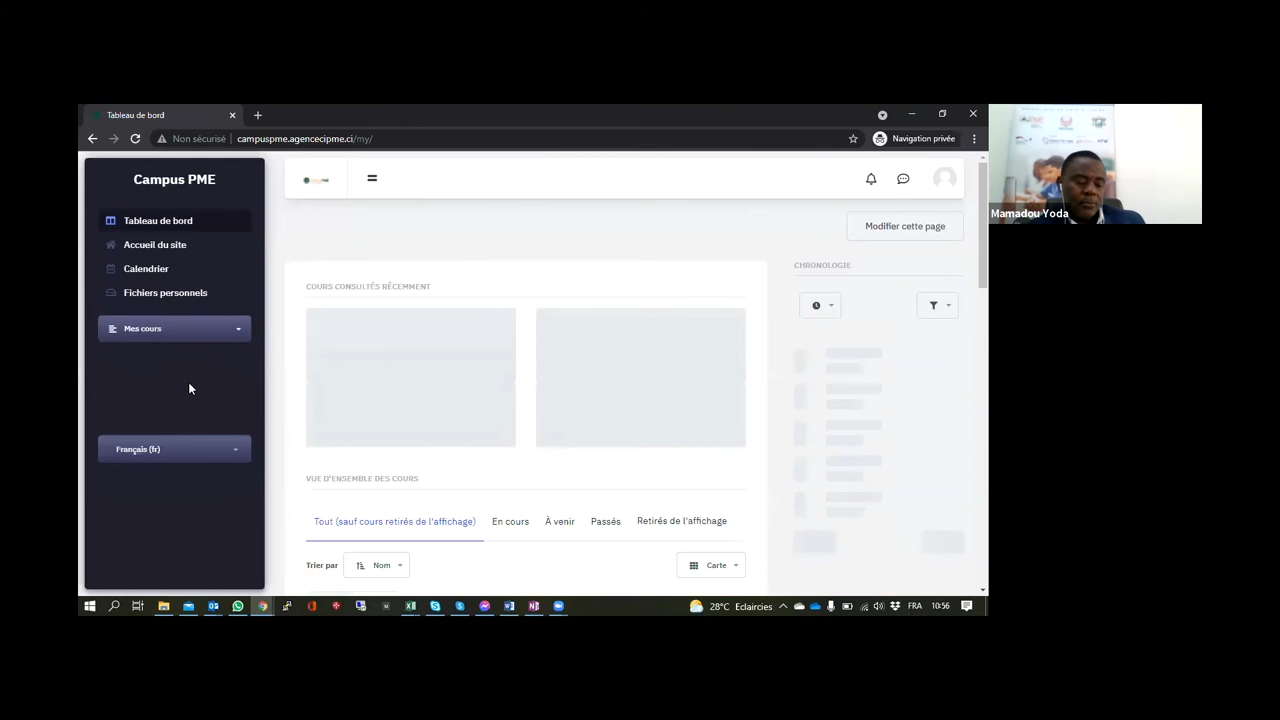 Tableau de bord
Non sécurisé
campuspme.agencecipme.ci/my/
Navigation privée
Campus PME
Tableau de bord
Accueil du site
Calendrier
Fichiers personnels
Mes cours
Français (fr)
Modifier cette page
COURS CONSULTÉS RÉCEMMENT
CHRONOLOGIE
VUE D'ENSEMBLE DES COURS
Tout (sauf cours retirés de l'affichage) En cours À venir Passés Retirés de l'affichage
Trier par Nom Carte
28°C Eclaircies FRA 10:56
Mamadou Yoda